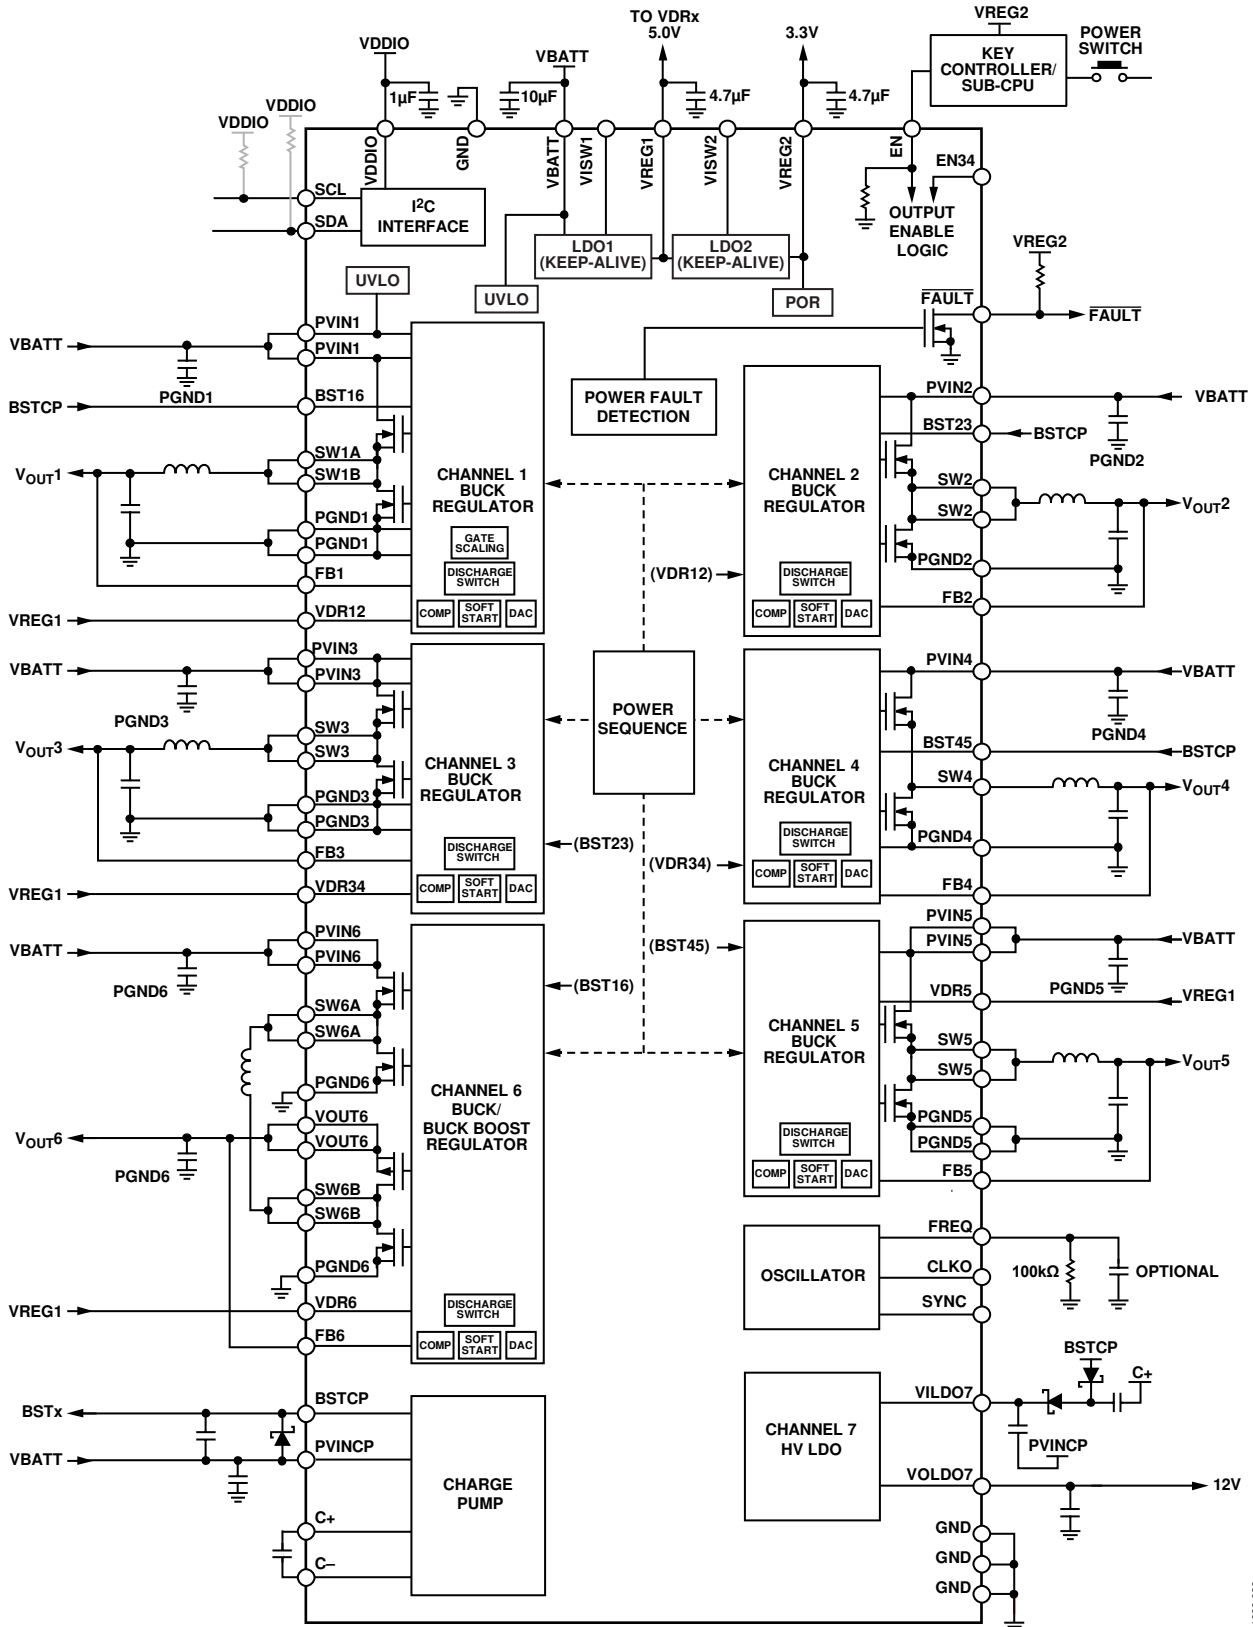 TO VDRx
5.0V
3.3V
VREG2
KEY
CONTROLLER/
SUB-CPU
POWER
SWITCH
VDDIO
VBATT
1µF
10µF
4.7µF
4.7µF
VDDIO
VDDIO
VDDIO
GND
VBATT
VISW1
VREG1
VISW2
VREG2
EN
EN34
SCL
SDA
I2C
INTERFACE
LDO1
(KEEP-ALIVE)
LDO2
(KEEP-ALIVE)
OUTPUT
ENABLE
LOGIC
VREG2
UVLO
UVLO
POR
FAULT
FAULT
POWER FAULT
DETECTION
VBATT
PVIN1
PVIN1
PGND1
BSTCP
BST16
VOUT1
SW1A
SW1B
PGND1
PGND1
FB1
VREG1
VDR12
CHANNEL 1
BUCK
REGULATOR
GATE
SCALING
DISCHARGE
SWITCH
COMP
SOFT
START
DAC
PVIN2
VBATT
BST23
BSTCP
PGND2
SW2
SW2
VOUT2
PGND2
FB2
CHANNEL 2
BUCK
REGULATOR
(VDR12)
DISCHARGE
SWITCH
COMP
SOFT
START
DAC
POWER
SEQUENCE
VBATT
PVIN3
PVIN3
PGND3
VOUT3
SW3
SW3
PGND3
PGND3
FB3
VREG1
VDR34
CHANNEL 3
BUCK
REGULATOR
(BST23)
DISCHARGE
SWITCH
COMP
SOFT
START
DAC
PVIN4
VBATT
PGND4
BST45
BSTCP
SW4
VOUT4
PGND4
FB4
CHANNEL 4
BUCK
REGULATOR
(VDR34)
DISCHARGE
SWITCH
COMP
SOFT
START
DAC
VBATT
PVIN6
PVIN6
PGND6
SW6A
SW6A
PGND6
VOUT6
VOUT6
VOUT6
PGND6
SW6B
SW6B
PGND6
VREG1
VDR6
FB6
CHANNEL 6
BUCK/
BUCK BOOST
REGULATOR
(BST16)
DISCHARGE
SWITCH
COMP
SOFT
START
DAC
PVIN5
PVIN5
VBATT
PGND5
VDR5
VREG1
SW5
SW5
VOUT5
PGND5
PGND5
FB5
(BST45)
CHANNEL 5
BUCK
REGULATOR
DISCHARGE
SWITCH
COMP
SOFT
START
DAC
OSCILLATOR
FREQ
CLKO
SYNC
100kΩ
OPTIONAL
BSTx
BSTCP
VBATT
PVINCP
C+
C–
CHARGE
PUMP
CHANNEL 7
HV LDO
VILDO7
BSTCP
C+
PVINCP
VOLDO7
12V
GND
GND
GND